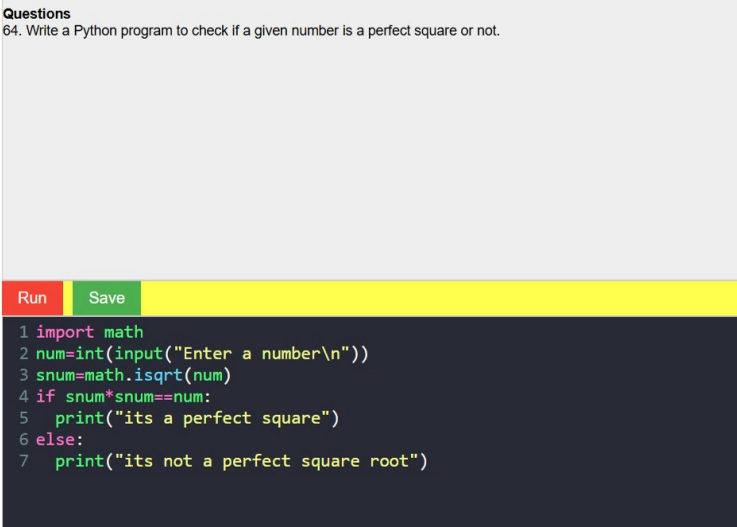 Questions
64. Write a Python program to check if a given number is a perfect square or not.
Run Save
1 import math
2 num=int(input("Enter a number\n"))
3 snum=math.isqrt(num)
4 if snum*snum==num:
5   print("its a perfect square")
6 else:
7   print("its not a perfect square root")